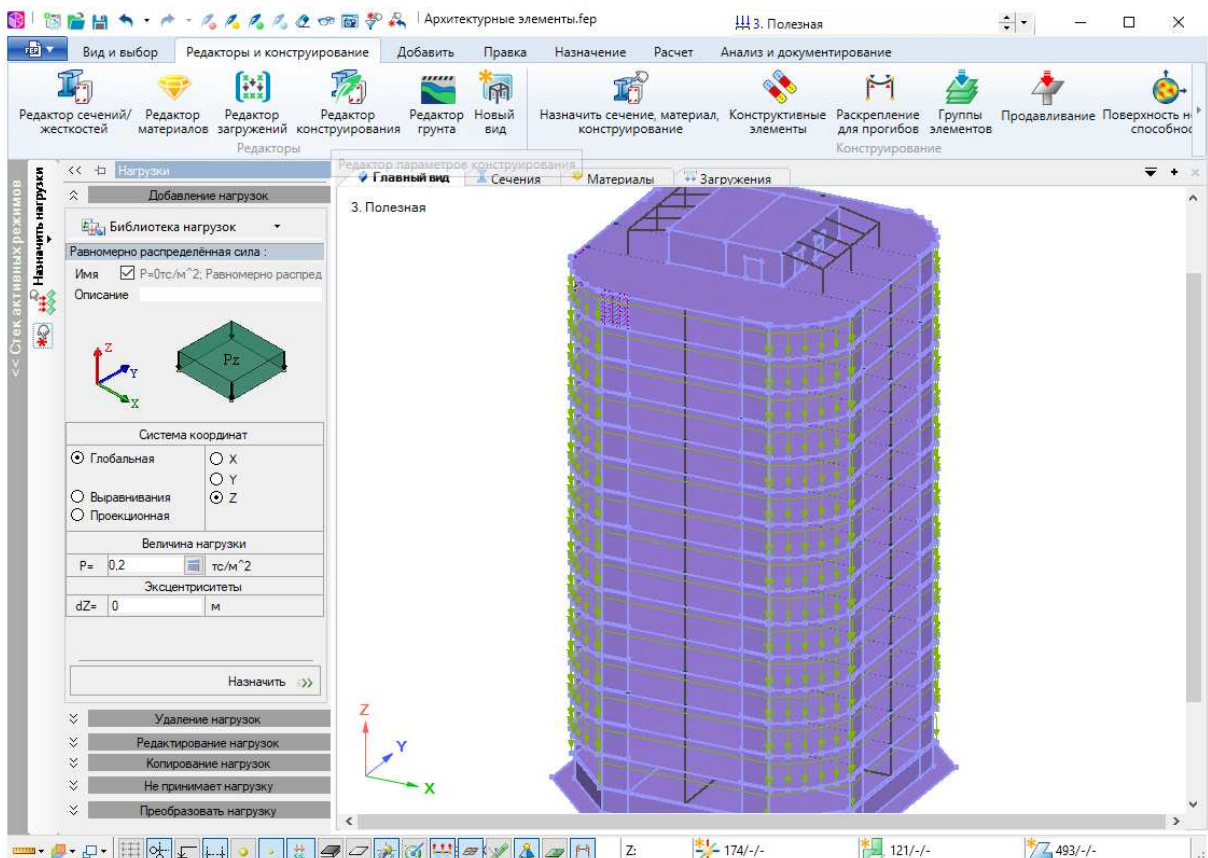 Архитектурные элементы.fep
3. Полезная
FEP
Вид и выбор Редакторы и конструирование Добавить Правка Назначение Расчет Анализ и документирование
Редактор сечений/ жесткостей
Редактор материалов
Редактор загружений
Редактор конструирования
Редактор грунта
Новый вид
Назначить сечение, материал, конструирование
Конструктивные элементы
Раскрепление для прогибов
Группы элементов
Продавливание
Поверхность н
способнос
Редакторы
Конструирование
Редактор параметров конструирования
<< Стек активных режимов
Назначить нагрузки
<< Нагрузки
Добавление нагрузок
Библиотека нагрузок
Равномерно распределённая сила :
Имя P=0тс/м^2; Равномерно распред
Описание
Z
Y
X
Pz
Система координат
Глобальная X
Y
Выравнивания Z
Проекционная
Величина нагрузки
P= 0,2 тс/м^2
Эксцентриситеты
dZ= 0 м
Назначить
Удаление нагрузок
Редактирование нагрузок
Копирование нагрузок
Не принимает нагрузку
Преобразовать нагрузку
Главный вид Сечения Материалы Загружения
3. Полезная
Z
Y
X
Z: 174/-/- 121/-/- 493/-/-